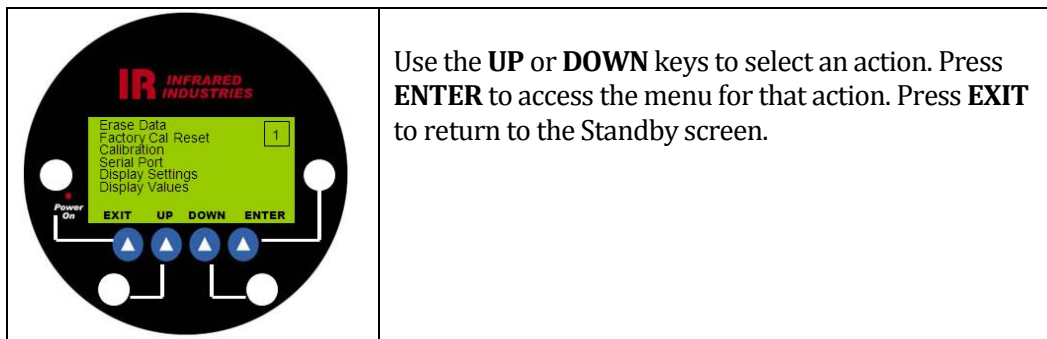 IR INFRARED
INDUSTRIES
Erase Data
Factory Cal Reset
1
Calibration
Serial Port
Display Settings
Display Values
Power
On
EXIT UP DOWN ENTER
Use the UP or DOWN keys to select an action. Press
ENTER to access the menu for that action. Press EXIT
to return to the Standby screen.